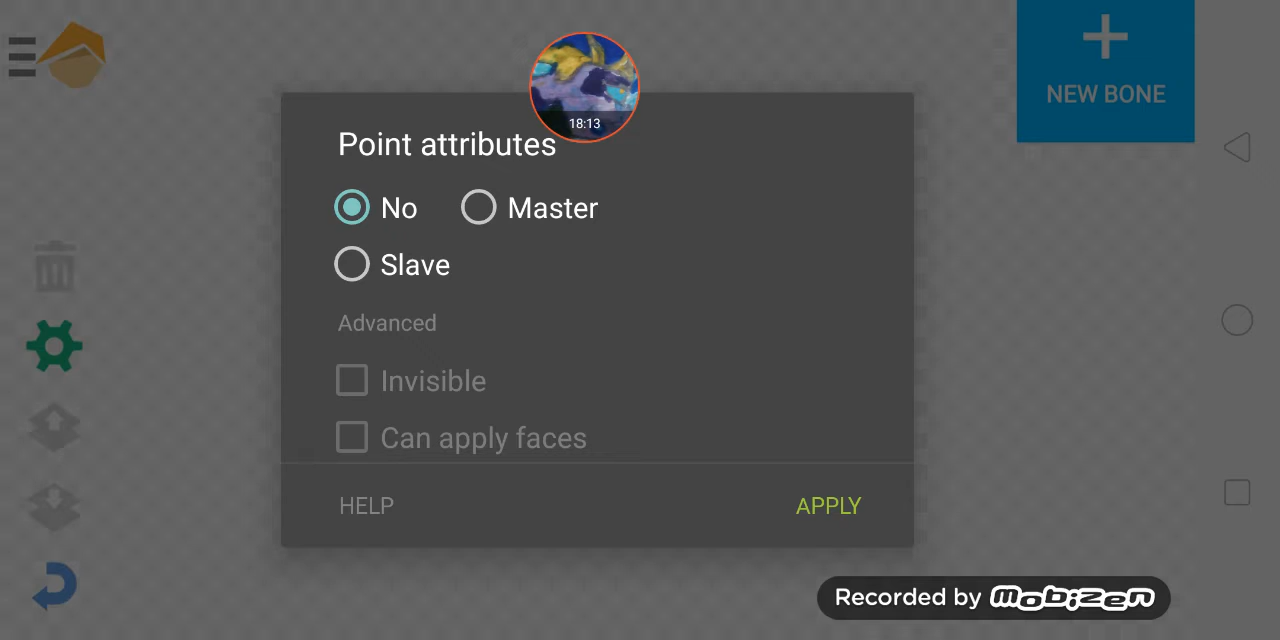 NEW BONE
18:13
Point attributes
No Master
Slave
Advanced
Invisible
Can apply faces
HELP APPLY
Recorded by mobizen